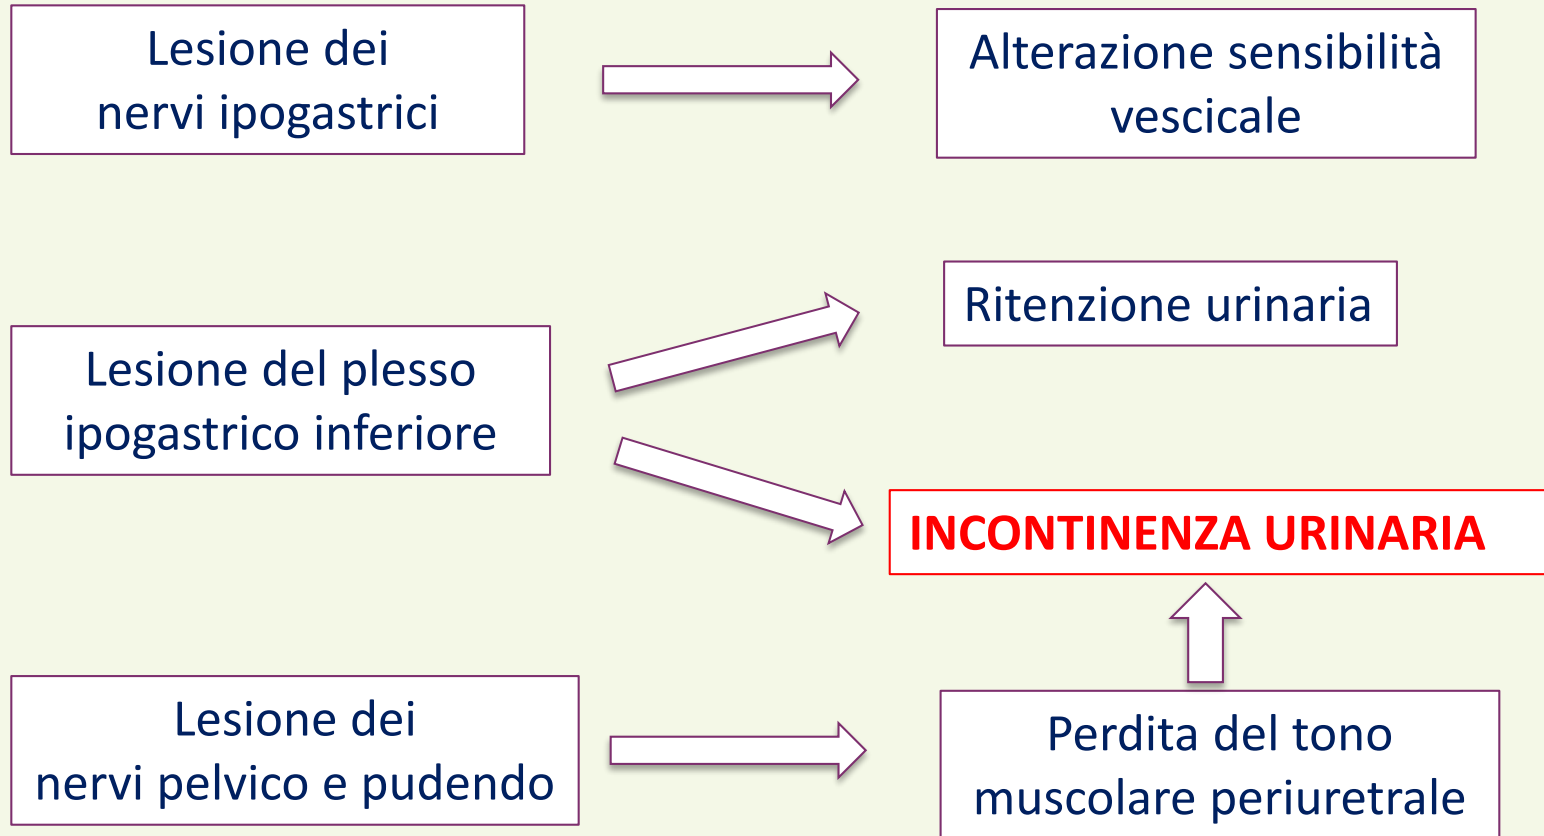 Lesione dei
nervi ipogastrici
Alterazione sensibilità
vescicale
Lesione del plesso
ipogastrico inferiore
Ritenzione urinaria
INCONTINENZA URINARIA
Lesione dei
nervi pelvico e pudendo
Perdita del tono
muscolare periuretrale